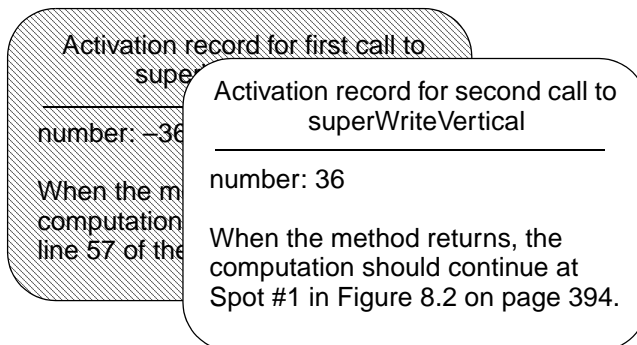 Activation record for first call to
number: –36
When the
computation
line 57 of the
Activation record for second call to
superWriteVertical
number: 36
When the method returns, the
computation should continue at
Spot #1 in Figure 8.2 on page 394.